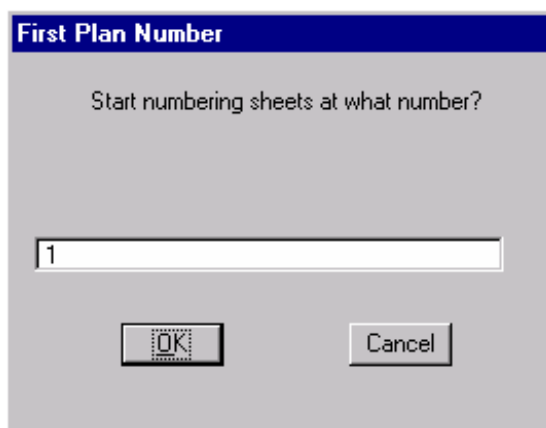 First Plan Number
Start numbering sheets at what number?
1
OK
Cancel